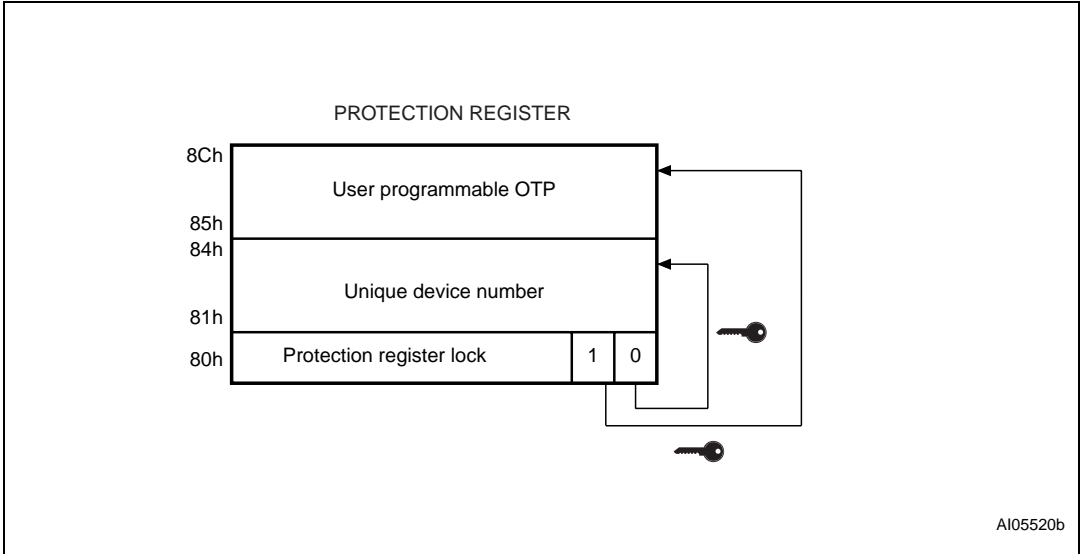 PROTECTION REGISTER
8Ch
User programmable OTP
85h
84h
Unique device number
81h
80h
Protection register lock
1
0
AI05520b